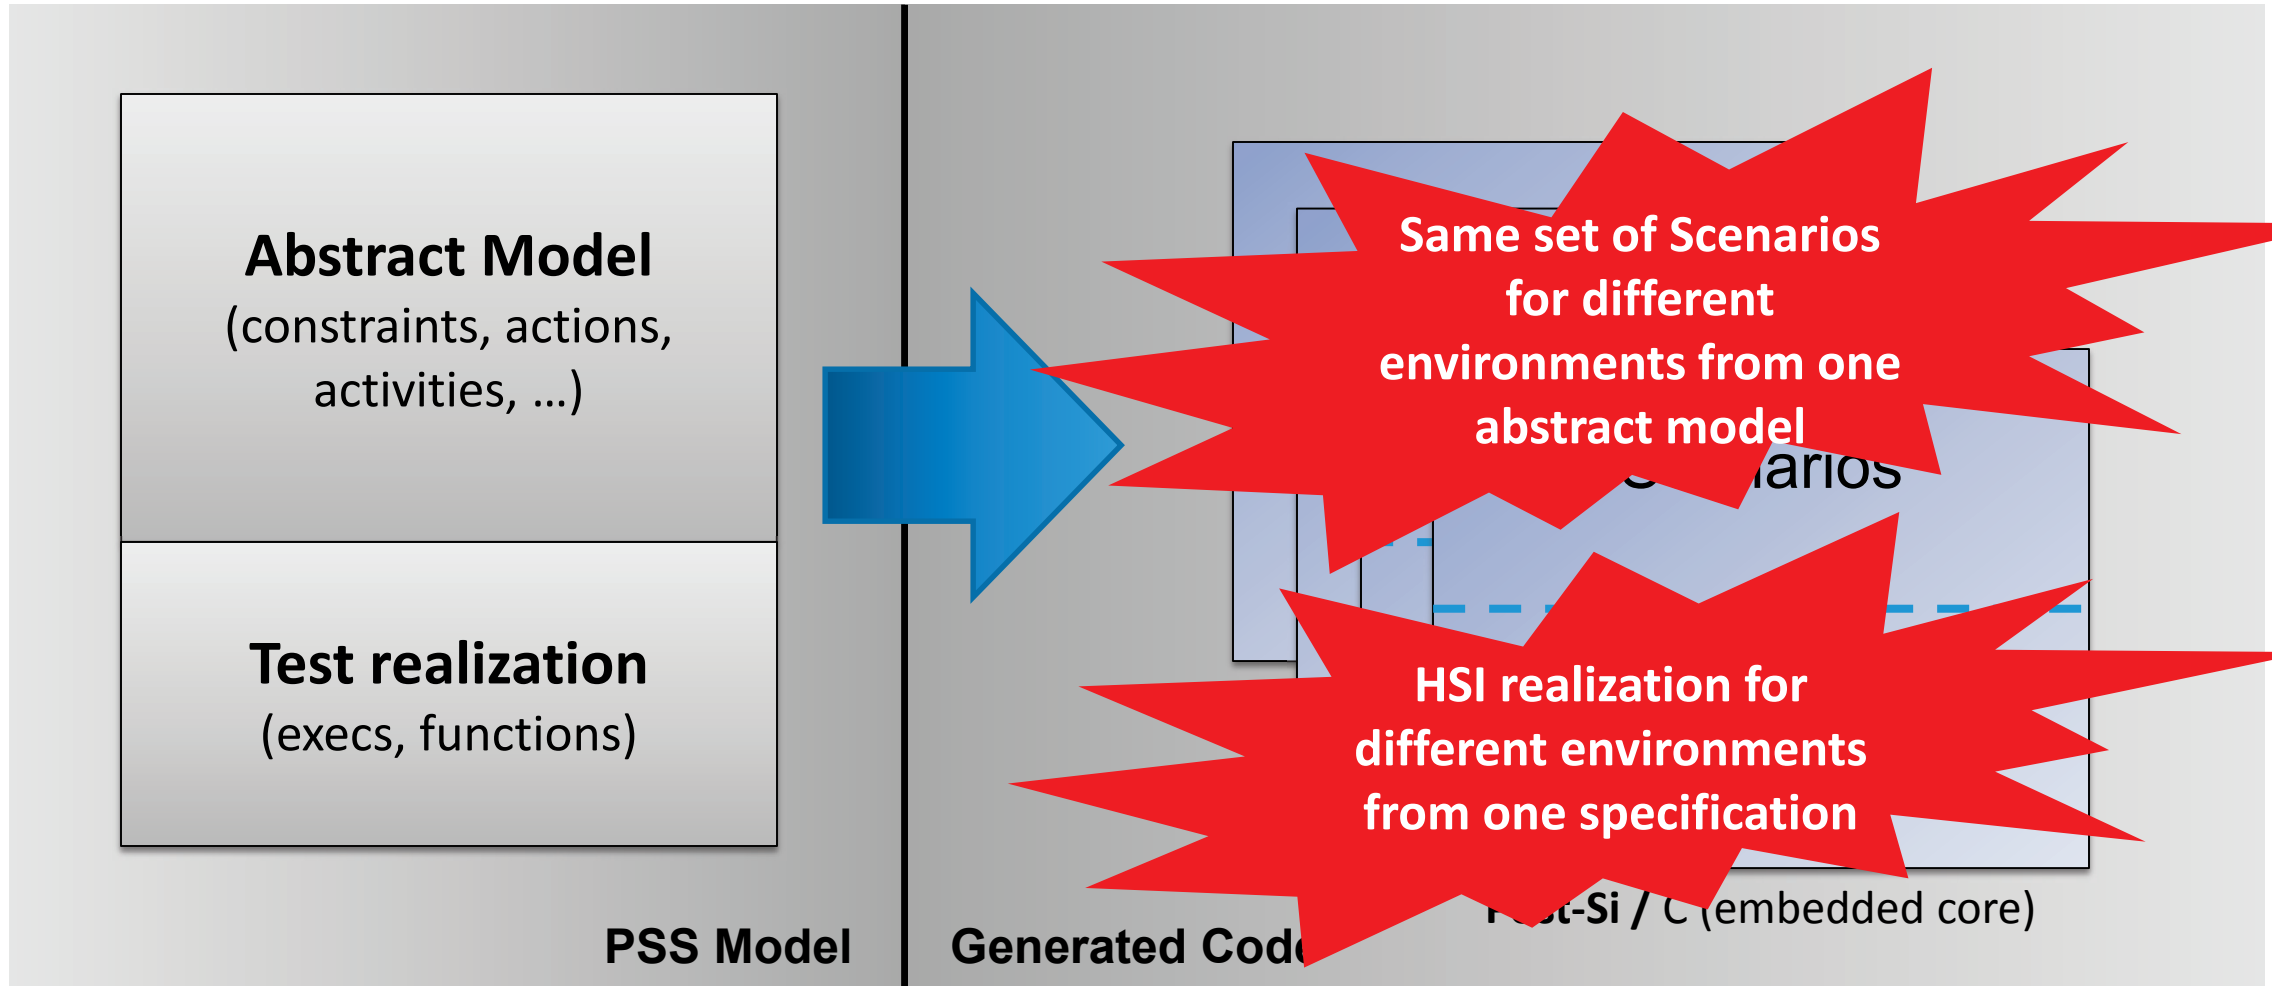 Abstract Model
(constraints, actions,
activities, ...)
Test realization
(execs, functions)
PSS Model
Same set of Scenarios
for different
environments from one
abstract model
HSI realization for
different environments
from one specification
/ C (embedded core)
Generated